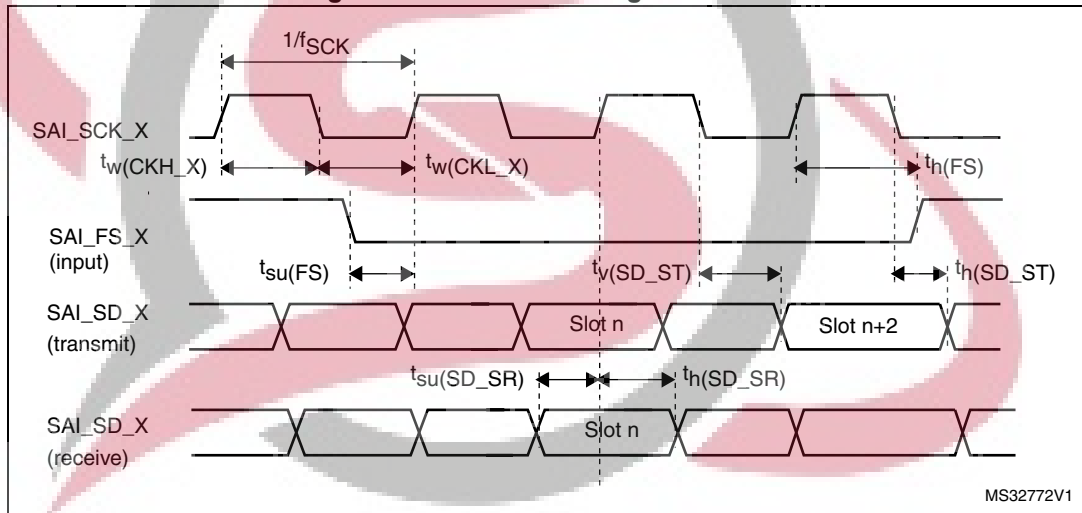 1/fSCK
SAI_SCK_X
tw(CKH_X)
tw(CKL_X)
th(FS)
SAI_FS_X
(input)
tsu(FS)
tv(SD_ST)
th(SD_ST)
SAI_SD_X
(transmit)
Slot n
Slot n+2
tsu(SD_SR)
th(SD_SR)
SAI_SD_X
(receive)
Slot n
MS32772V1